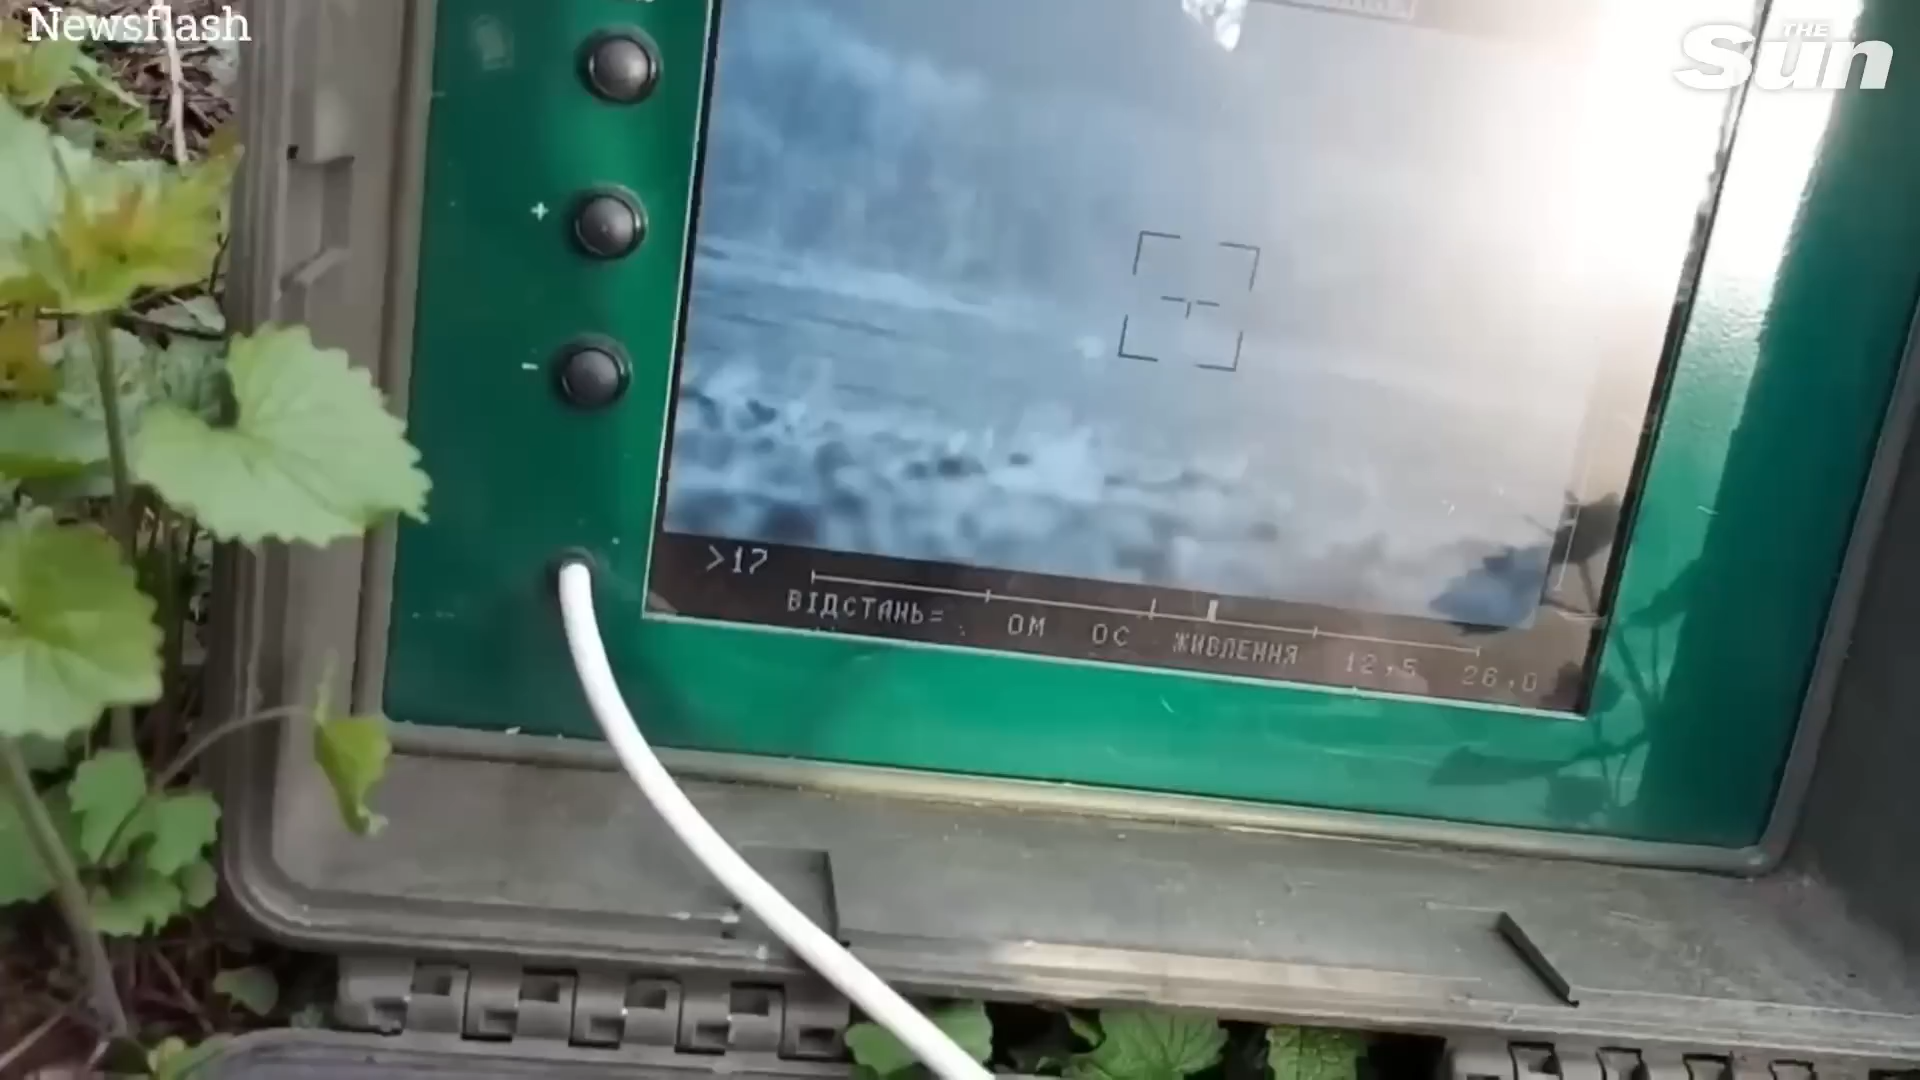 Newsflash
THE
Sun
+
-
>17
ВІДСТАНЬ= 0М 0С ЖИВЛЕННЯ 12,5 26,0